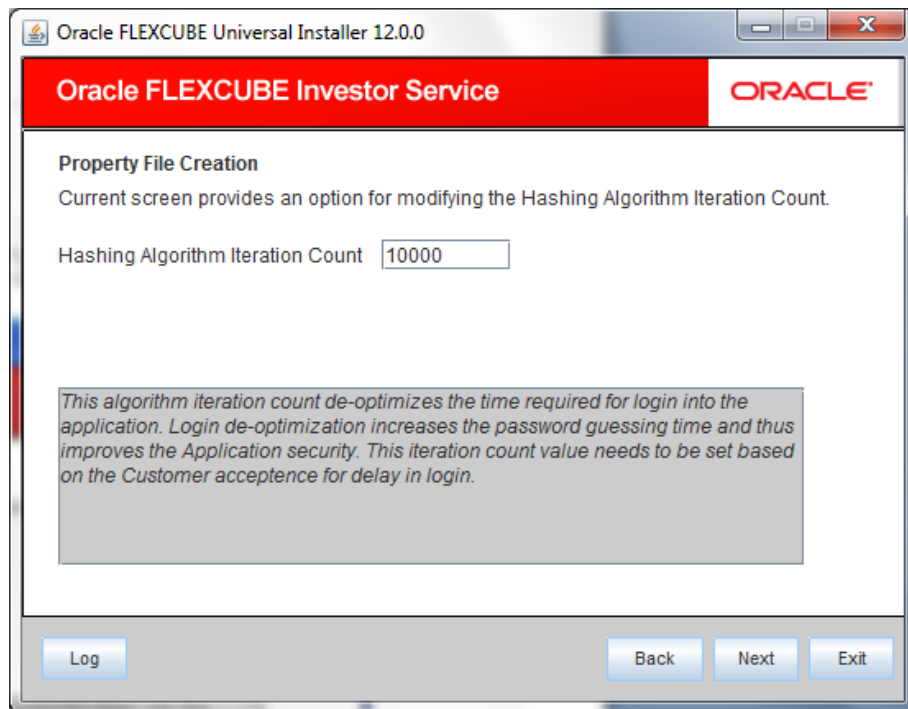 Oracle FLEXCUBE Universal Installer 12.0.0
Oracle FLEXCUBE Investor Service
ORACLE®
Property File Creation
Current screen provides an option for modifying the Hashing Algorithm Iteration Count.
Hashing Algorithm Iteration Count 10000
This algorithm iteration count de-optimizes the time required for login into the
application. Login de-optimization increases the password guessing time and thus
improves the Application security. This iteration count value needs to be set based
on the Customer acceptence for delay in login.
Log Back Next Exit